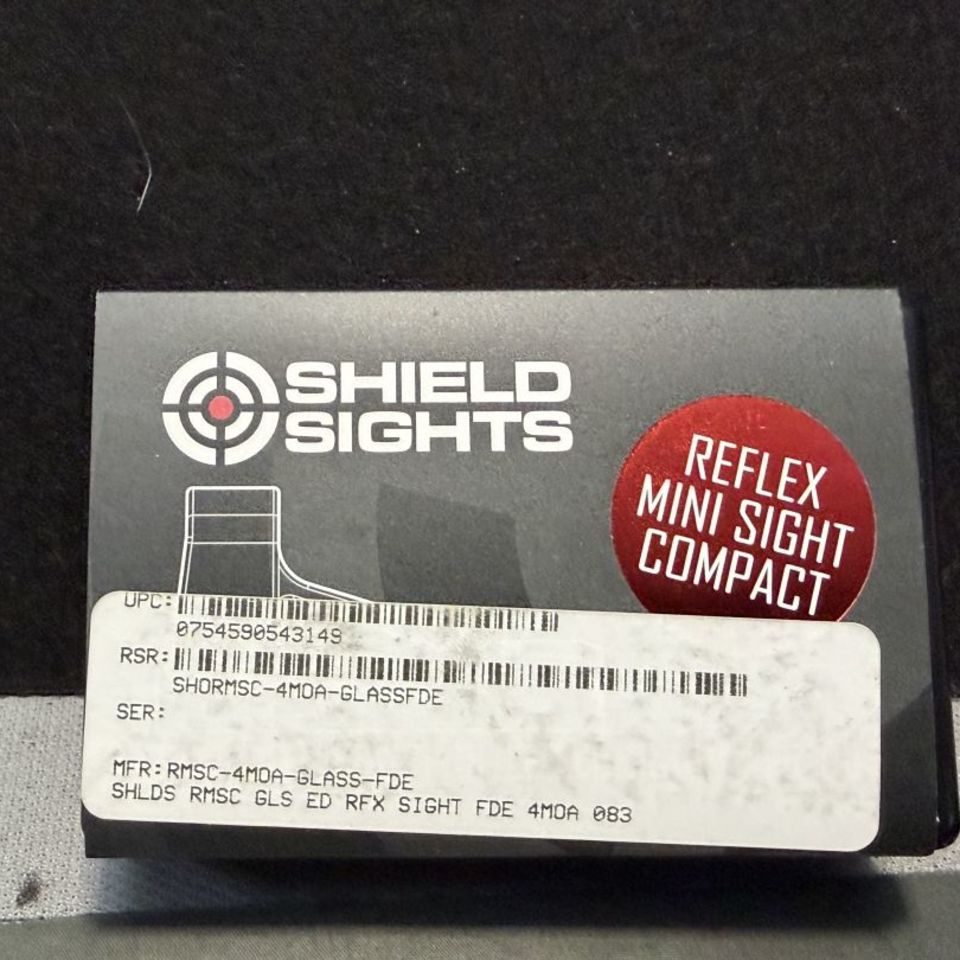 SHIELD
SIGHTS
REFLEX
MINI SIGHT
COMPACT
UPC:
0754590543149
RSR:
SHORMSC-4MOA-GLASSFDE
SER:
MFR:RMSC-4MOA-GLASS-FDE
SHLDS RMSC GLS ED RFX SIGHT FDE 4MOA 083